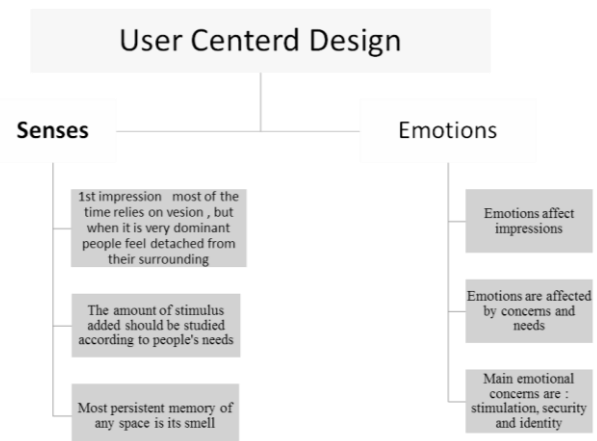 User Centerd Design
Senses
1st impression most of the
time relies on vesion , but
when it is very dominant
people feel detached from
their surrounding
The amount of stimulus
added should be studied
according to people's needs
Most persistent memory of
any space is its smell
Emotions
Emotions affect
impressions
Emotions are affected
by concerns and
needs
Main emotional
concerns are :
stimulation, security
and identity